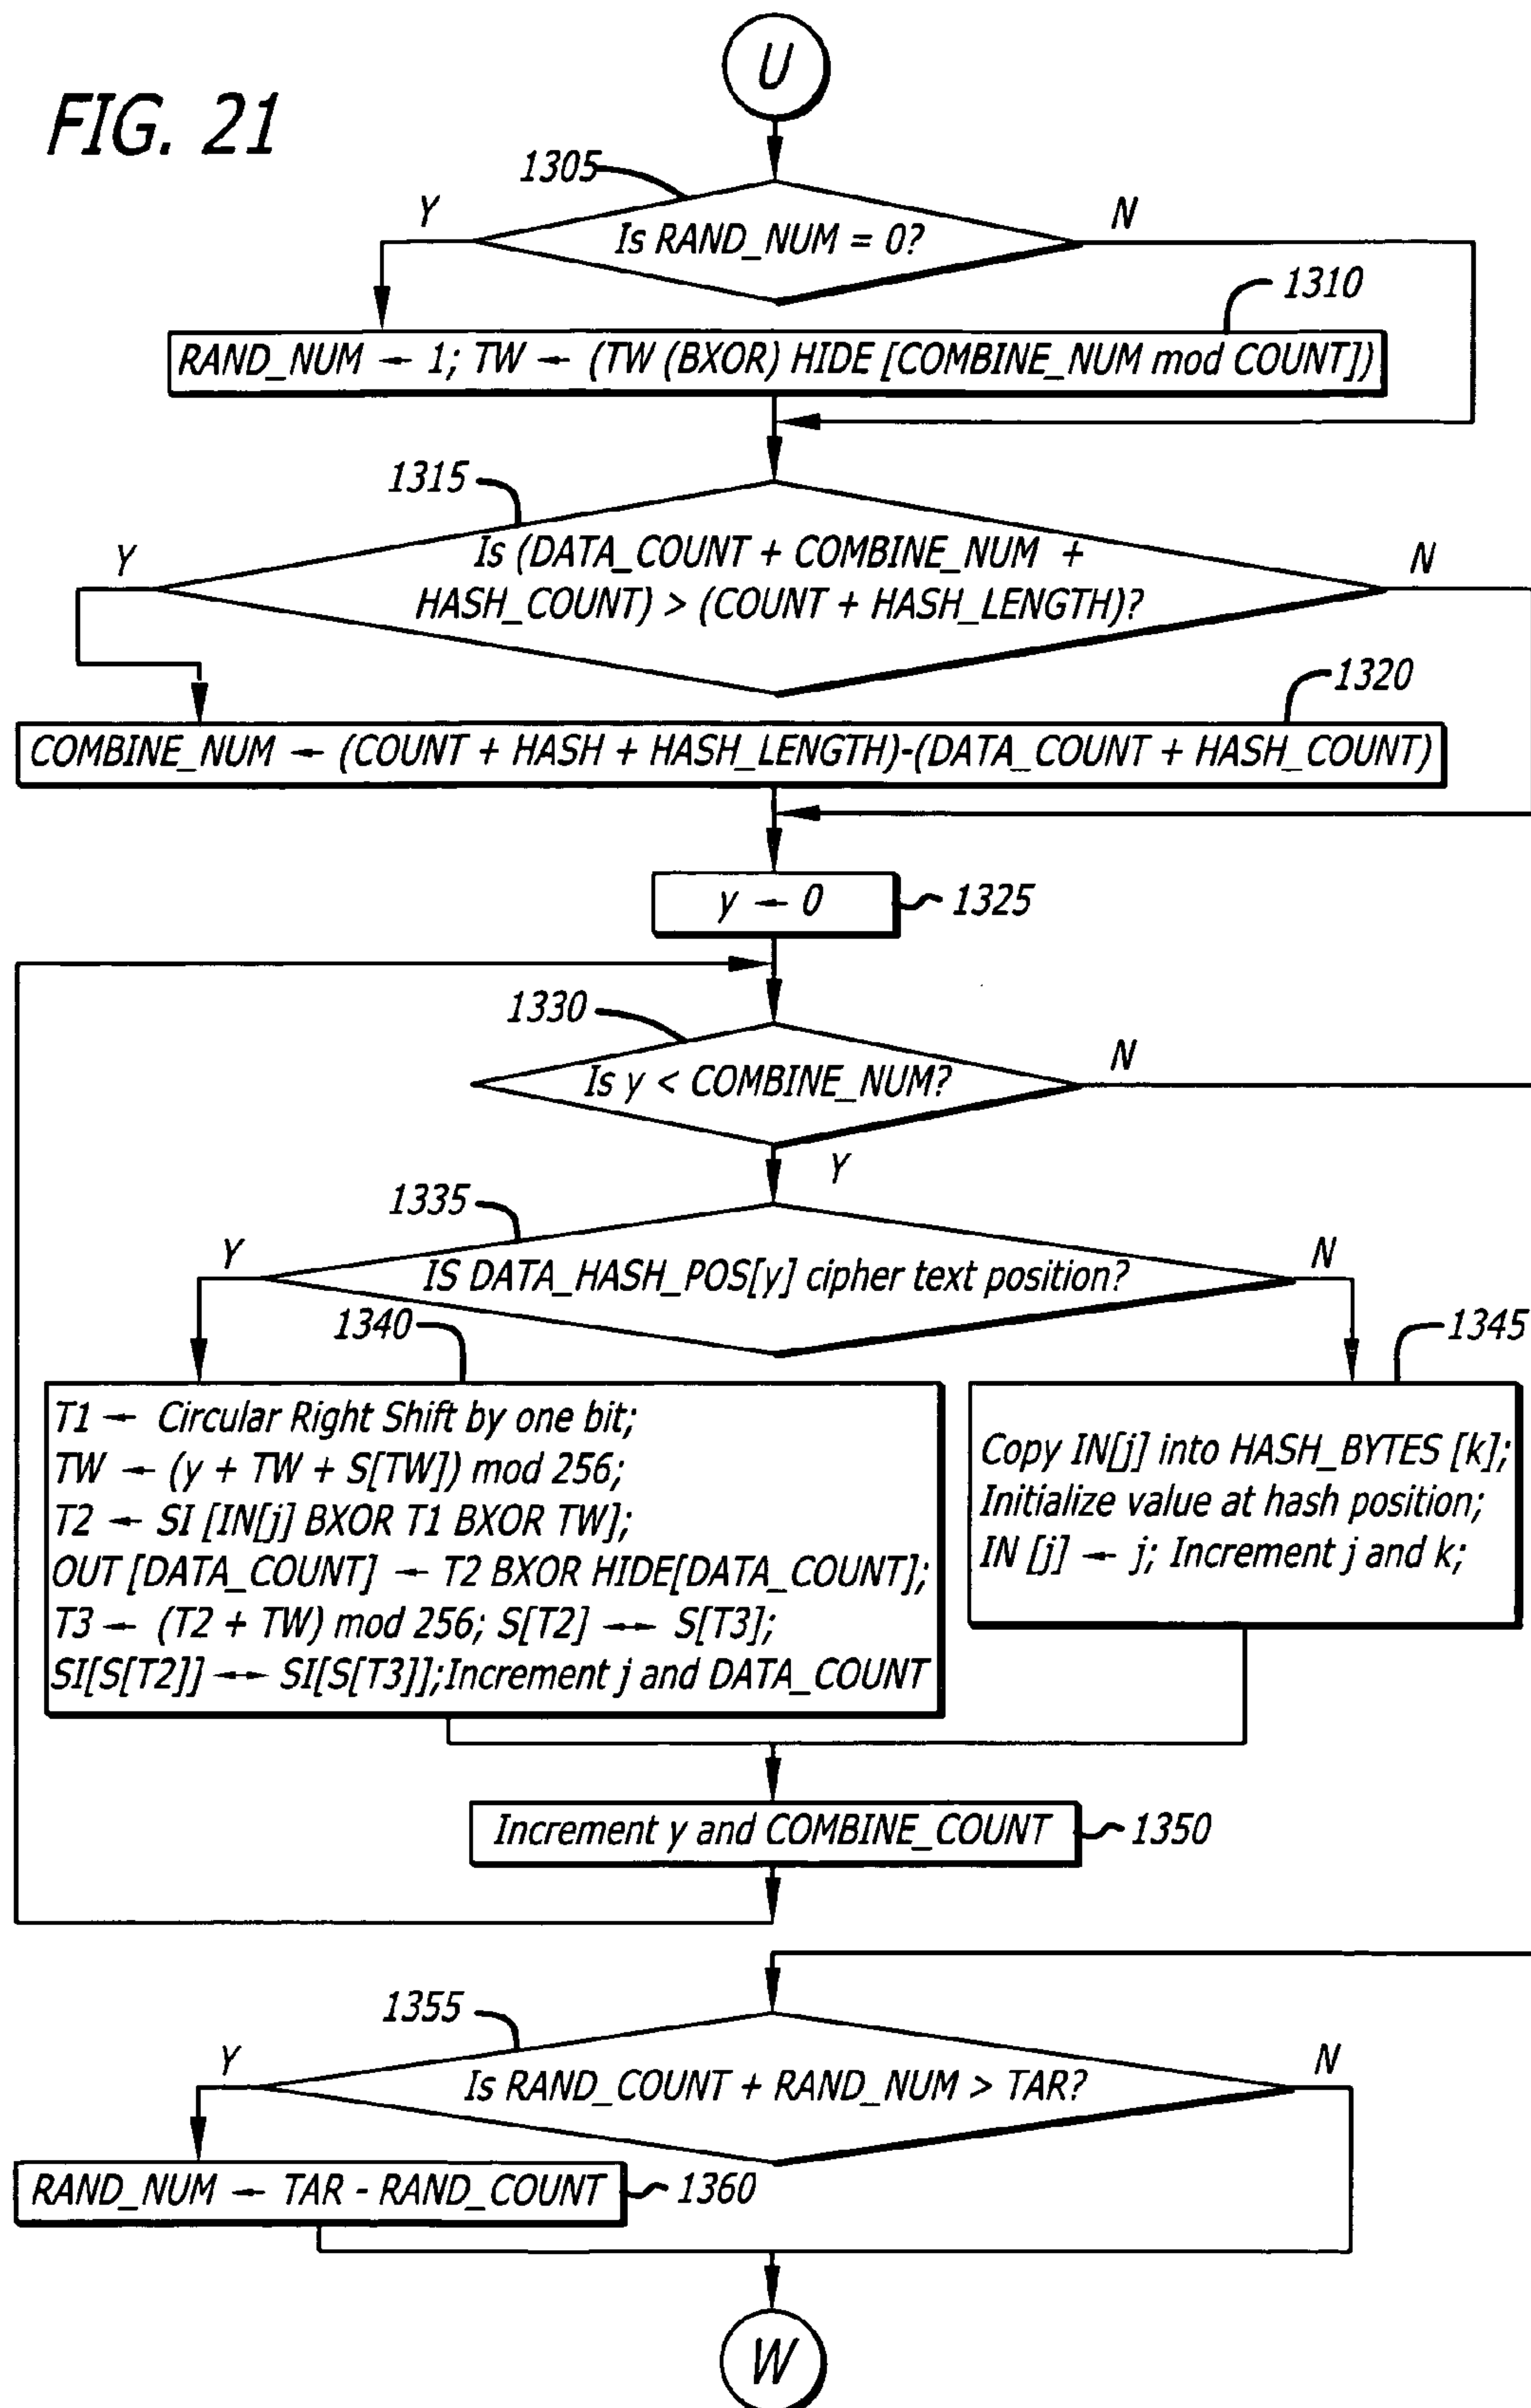 FIG. 21
U
1305
Y
N
Is RAND_NUM = 0?
1310
RAND_NUM ← 1; TW ← (TW (BXOR) HIDE [COMBINE_NUM mod COUNT])
1315
Y
N
Is (DATA_COUNT + COMBINE_NUM +
HASH_COUNT) > (COUNT + HASH_LENGTH)?
1320
COMBINE_NUM ← (COUNT + HASH + HASH_LENGTH)-(DATA_COUNT + HASH_COUNT)
y ← 0
1325
1330
N
Is y < COMBINE_NUM?
Y
1335
Y
N
IS DATA_HASH_POS[y] cipher text position?
1340
1345
T1 ← Circular Right Shift by one bit;
TW ← (y + TW + S[TW]) mod 256;
T2 ← SI [IN[j] BXOR T1 BXOR TW];
OUT [DATA_COUNT] ← T2 BXOR HIDE[DATA_COUNT];
T3 ← (T2 + TW) mod 256; S[T2] ↔ S[T3];
SI[S[T2]] ↔ SI[S[T3]];Increment j and DATA_COUNT
Copy IN[j] into HASH_BYTES [k];
Initialize value at hash position;
IN [j] ← j; Increment j and k;
Increment y and COMBINE_COUNT
1350
1355
Y
N
Is RAND_COUNT + RAND_NUM > TAR?
RAND_NUM ← TAR - RAND_COUNT
1360
W